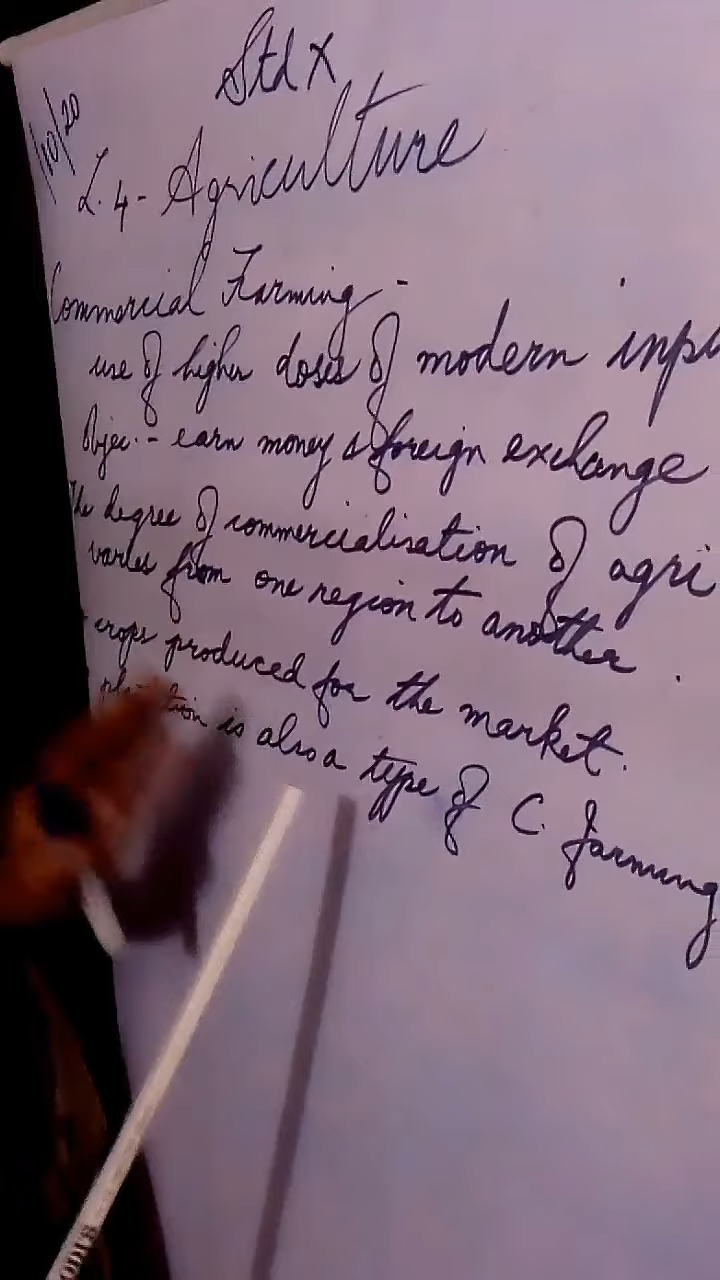 Std X
/10/20
L. 4 - Agriculture
Commercial Farming -
use of higher doses of modern inpu
Objec. - earn money & foreign exchange
The degree of commercialisation of agri
varies from one region to another.
crops produced for the market.
is also a type of C. farming